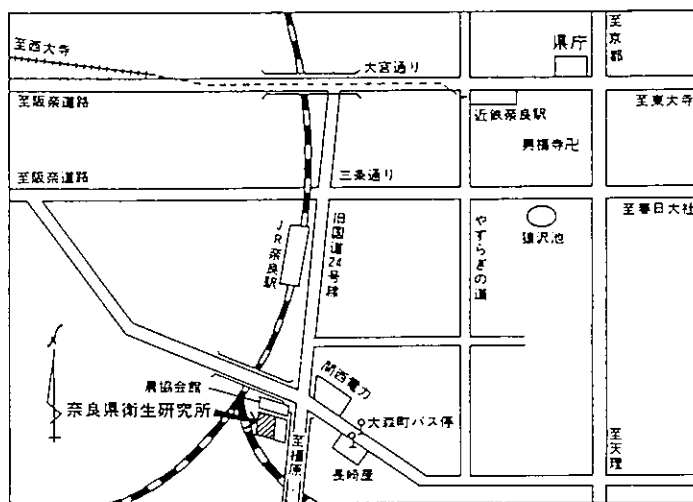 至西大寺
大宮通り
県庁
至京都
至阪奈道路
近鉄奈良駅
至東大寺
興福寺卍
至阪奈道路
三条通り
至春日大社
JR奈良駅
旧国道24号線
やすらぎの道
猿沢池
関西電力
農協会館
奈良県衛生研究所
大森町バス停
至橿原
長崎屋
至天理